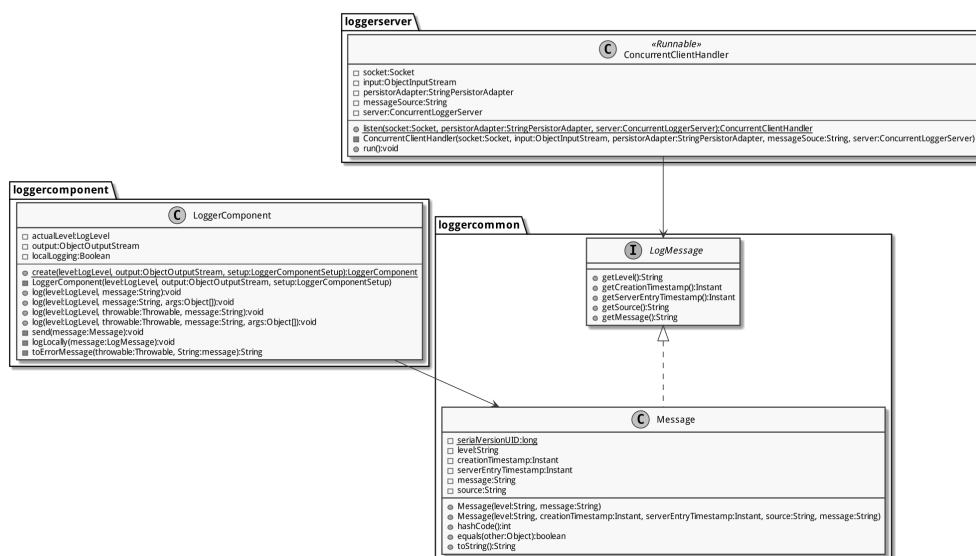 loggerserver
C
«Runnable»
ConcurrentClientHandler
socket:Socket
input:ObjectInputStream
persistorAdapter:StringPersistorAdapter
messageSource:String
server:ConcurrentLoggerServer
listen(socket:Socket, persistorAdapter:StringPersistorAdapter, server:ConcurrentLoggerServer):ConcurrentClientHandler
ConcurrentClientHandler(socket:Socket, input:ObjectInputStream, persistorAdapter:StringPersistorAdapter, messageSouce:String, server:ConcurrentLoggerServer)
run():void
loggercomponent
C LoggerComponent
actualLevel:LogLevel
output:ObjectOutputStream
localLogging:Boolean
create(level:LogLevel, output:ObjectOutputStream, setup:LoggerComponentSetup):LoggerComponent
LoggerComponent(level:LogLevel, output:ObjectOutputStream, setup:LoggerComponentSetup)
log(level:LogLevel, message:String):void
log(level:LogLevel, message:String, args:Object[]):void
log(level:LogLevel, throwable:Throwable, message:String):void
log(level:LogLevel, throwable:Throwable, message:String, args:Object[]):void
send(message:Message):void
logLocally(message:LogMessage):void
toErrorMessage(throwable:Throwable, String:message):String
loggercommon
I LogMessage
getLevel():String
getCreationTimestamp():Instant
getServerEntryTimestamp():Instant
getSource():String
getMessage():String
C Message
serialVersionUID:long
level:String
creationTimestamp:Instant
serverEntryTimestamp:Instant
message:String
source:String
Message(level:String, message:String)
Message(level:String, creationTimestamp:Instant, serverEntryTimestamp:Instant, source:String, message:String)
hashCode():int
equals(other:Object):boolean
toString():String